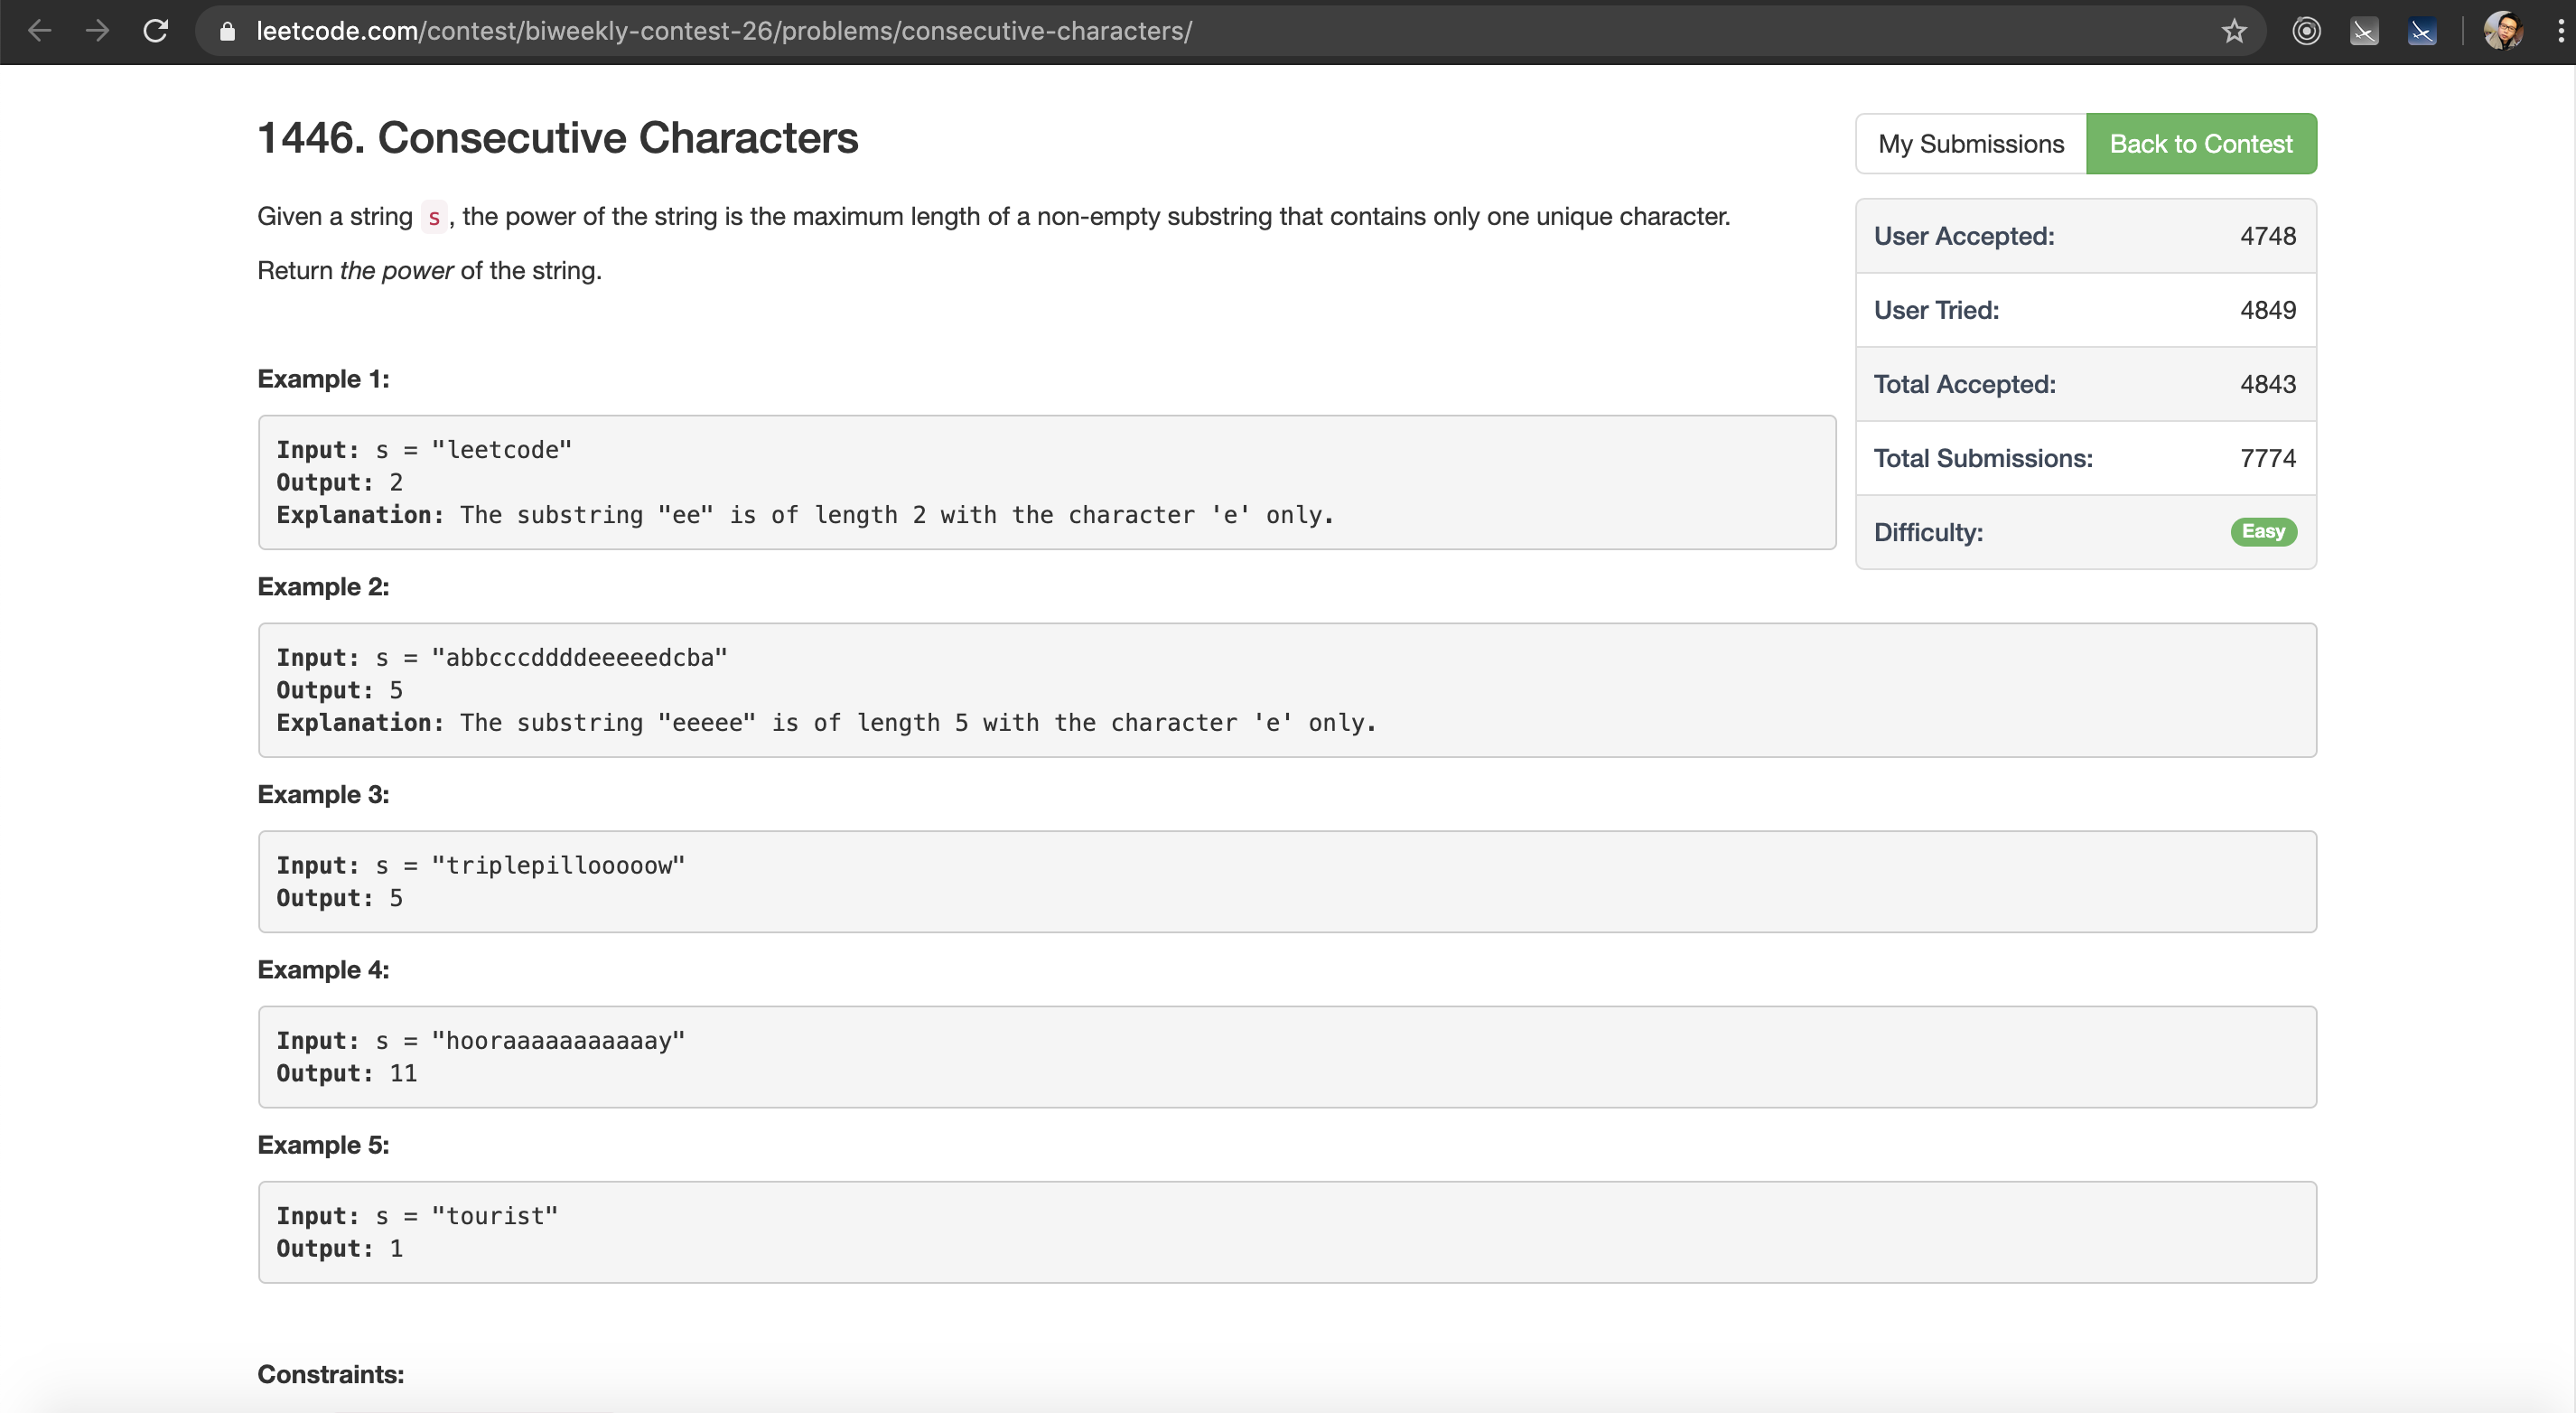 leetcode.com/contest/biweekly-contest-26/problems/consecutive-characters/
1446. Consecutive Characters
My Submissions
Back to Contest
Given a string s, the power of the string is the maximum length of a non-empty substring that contains only one unique character.
Return the power of the string.
User Accepted: 4748
User Tried: 4849
Total Accepted: 4843
Total Submissions: 7774
Difficulty: Easy
Example 1:
Input: s = "leetcode"
Output: 2
Explanation: The substring "ee" is of length 2 with the character 'e' only.
Example 2:
Input: s = "abbcccddddeeeeedcba"
Output: 5
Explanation: The substring "eeeee" is of length 5 with the character 'e' only.
Example 3:
Input: s = "triplepillooooow"
Output: 5
Example 4:
Input: s = "hooraaaaaaaaaaay"
Output: 11
Example 5:
Input: s = "tourist"
Output: 1
Constraints: